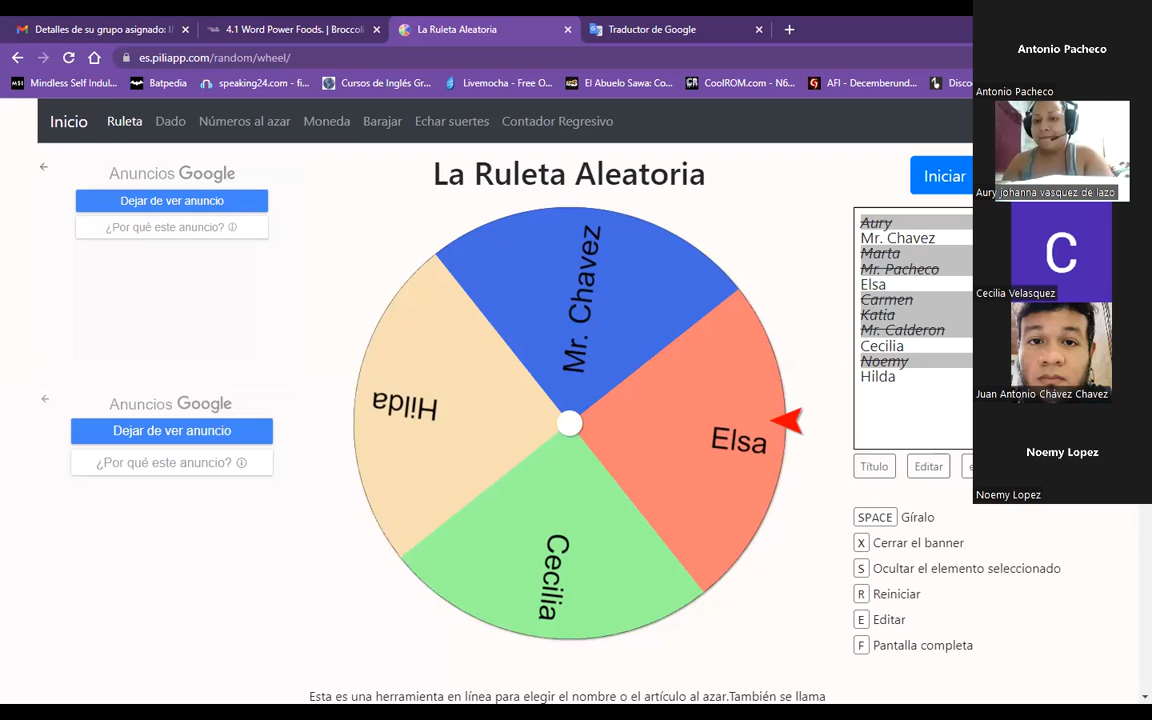 Detalles de su grupo asignado: I
4.1 Word Power Foods. | Broccoli
La Ruleta Aleatoria
Traductor de Google
es.piliapp.com/random/wheel/
Mindless Self Indul...
Batpedia
speaking24.com - fi...
Cursos de Inglés Gr...
Livemocha - Free O...
El Abuelo Sawa: Co...
CoolROM.com - N6...
AFI - Decemberund...
Disco
Inicio
Ruleta
Dado
Números al azar
Moneda
Barajar
Echar suertes
Contador Regresivo
Anuncios Google
Dejar de ver anuncio
¿Por qué este anuncio?
Anuncios Google
Dejar de ver anuncio
¿Por qué este anuncio?
La Ruleta Aleatoria
Mr. Chavez
Elsa
Cecilia
Hilda
Iniciar
Aury
Mr. Chavez
Marta
Mr. Pacheco
Elsa
Carmen
Katia
Mr. Calderon
Cecilia
Noemy
Hilda
Título
Editar
SPACE Gíralo
X Cerrar el banner
S Ocultar el elemento seleccionado
R Reiniciar
E Editar
F Pantalla completa
Esta es una herramienta en línea para elegir el nombre o el artículo al azar.También se llama
Antonio Pacheco
Antonio Pacheco
Aury johanna vasquez de lazo
C
Cecilia Velasquez
Juan Antonio Chávez Chavez
Noemy Lopez
Noemy Lopez